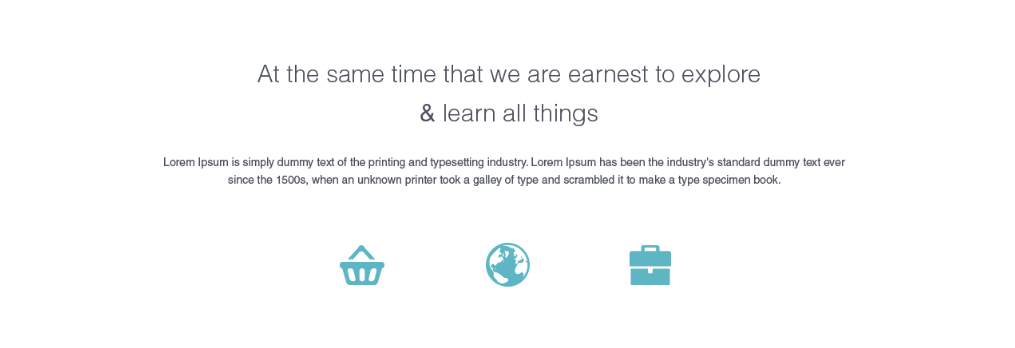 At the same time that we are earnest to explore
& learn all things
Lorem Ipsum is simply dummy text of the printing and typesetting industry. Lorem Ipsum has been the industry's standard dummy text ever
since the 1500s, when an unknown printer took a galley of type and scrambled it to make a type specimen book.